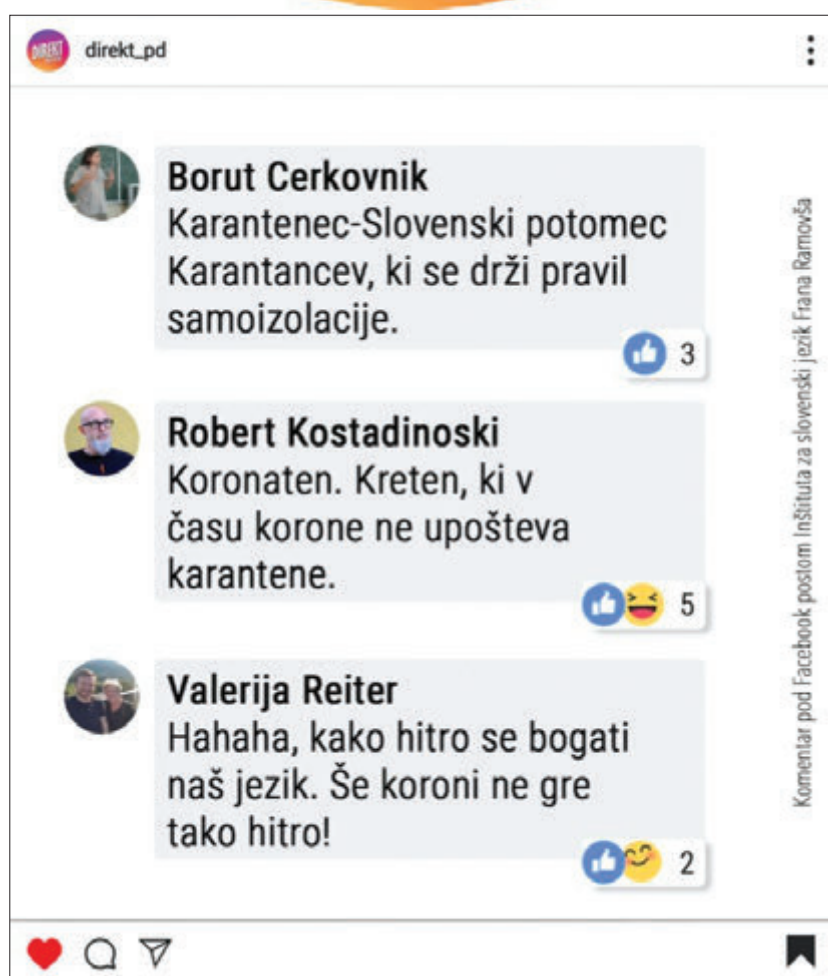 DIREKT
direkt_pd
Borut Cerkovnik
Karantenec-Slovenski potomec
Karantancev, ki se drži pravil
samoizolacije.
3
Robert Kostadinoski
Koronaten. Kreten, ki v
času korone ne upošteva
karantene.
5
Valerija Reiter
Hahaha, kako hitro se bogati
naš jezik. Še koroni ne gre
tako hitro!
2
Komentar pod Facebook postom Inštituta za slovenski jezik Frana Ramovša